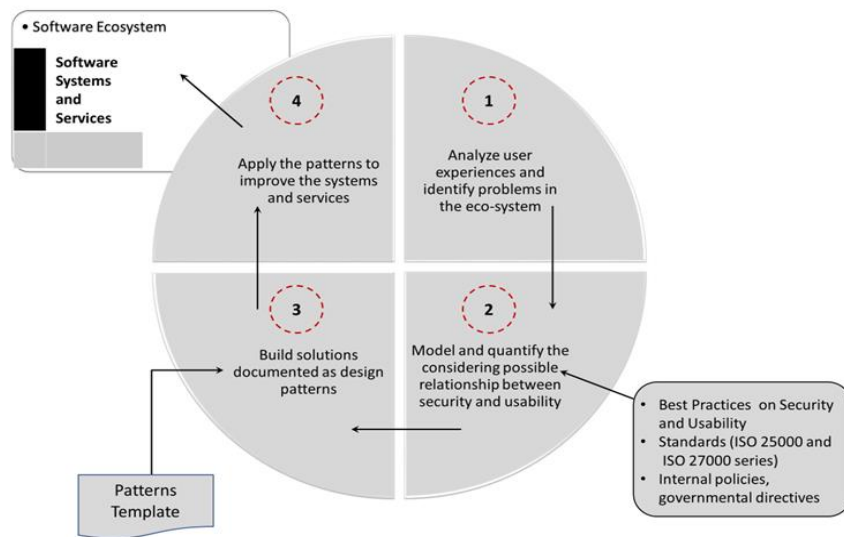 • Software Ecosystem
Software
Systems
and
Services
4
Apply the patterns to
improve the systems
and services
1
Analyze user
experiences and
identify problems in
the eco-system
3
Build solutions
documented as design
patterns
2
Model and quantify the
considering possible
relationship between
security and usability
• Best Practices on Security
and Usability
• Standards (ISO 25000 and
ISO 27000 series)
• Internal policies,
governmental directives
Patterns
Template